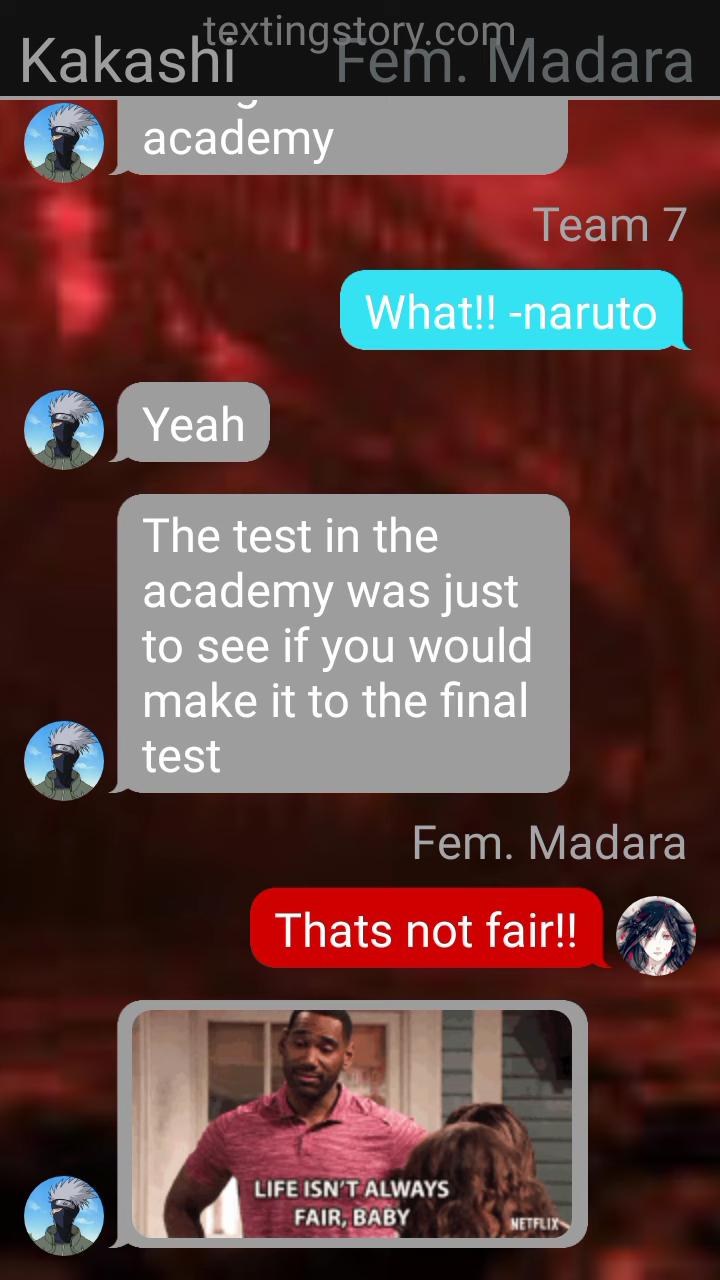 textingstory.com
Kakashi
Fem. Madara
academy
Team 7
What!! -naruto
Yeah
The test in the
academy was just
to see if you would
make it to the final
test
Fem. Madara
Thats not fair!!
LIFE ISN'T ALWAYS
FAIR, BABY
NETFLIX